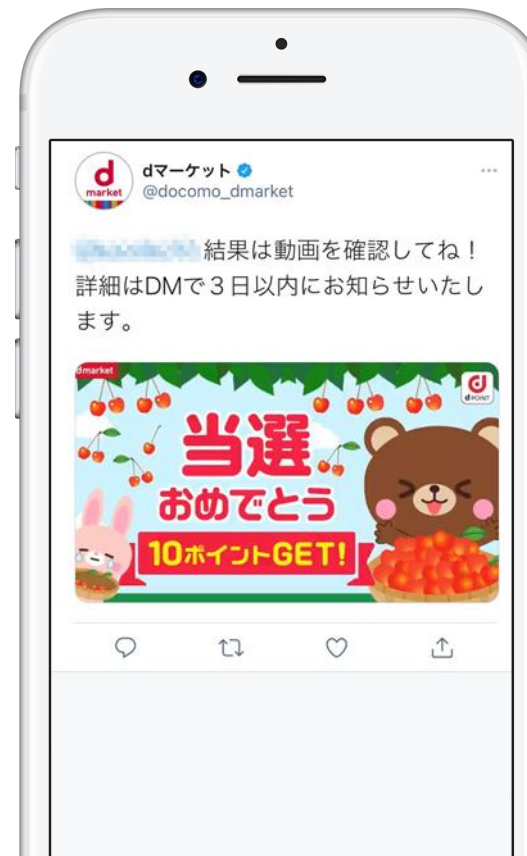 d
market
dマーケット
@docomo_dmarket
結果は動画を確認してね！
詳細はDMで３日以内にお知らせいたし
ます。
dmarket
d POINT
当選
おめでとう
10ポイントGET!